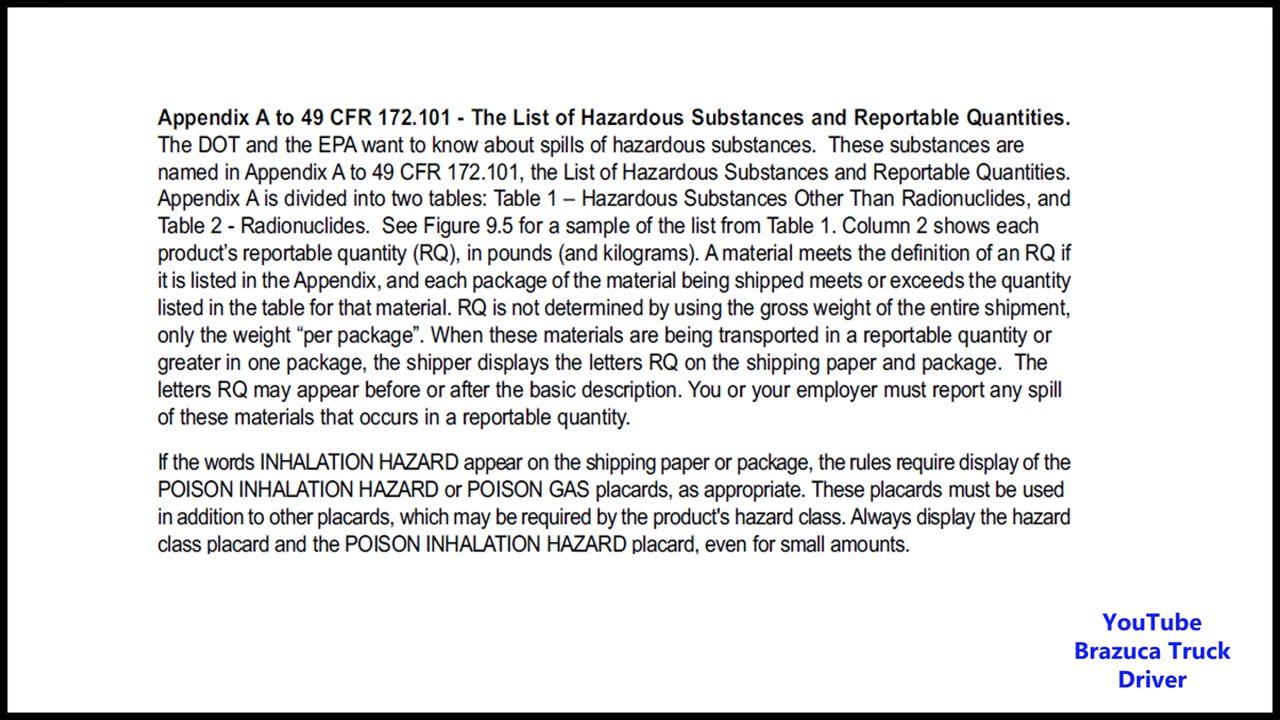 Appendix A to 49 CFR 172.101 - The List of Hazardous Substances and Reportable Quantities.
The DOT and the EPA want to know about spills of hazardous substances. These substances are
named in Appendix A to 49 CFR 172.101, the List of Hazardous Substances and Reportable Quantities.
Appendix A is divided into two tables: Table 1 – Hazardous Substances Other Than Radionuclides, and
Table 2 - Radionuclides. See Figure 9.5 for a sample of the list from Table 1. Column 2 shows each
product's reportable quantity (RQ), in pounds (and kilograms). A material meets the definition of an RQ if
it is listed in the Appendix, and each package of the material being shipped meets or exceeds the quantity
listed in the table for that material. RQ is not determined by using the gross weight of the entire shipment,
only the weight “per package”. When these materials are being transported in a reportable quantity or
greater in one package, the shipper displays the letters RQ on the shipping paper and package. The
letters RQ may appear before or after the basic description. You or your employer must report any spill
of these materials that occurs in a reportable quantity.
If the words INHALATION HAZARD appear on the shipping paper or package, the rules require display of the
POISON INHALATION HAZARD or POISON GAS placards, as appropriate. These placards must be used
in addition to other placards, which may be required by the product's hazard class. Always display the hazard
class placard and the POISON INHALATION HAZARD placard, even for small amounts.
YouTube
Brazuca Truck
Driver